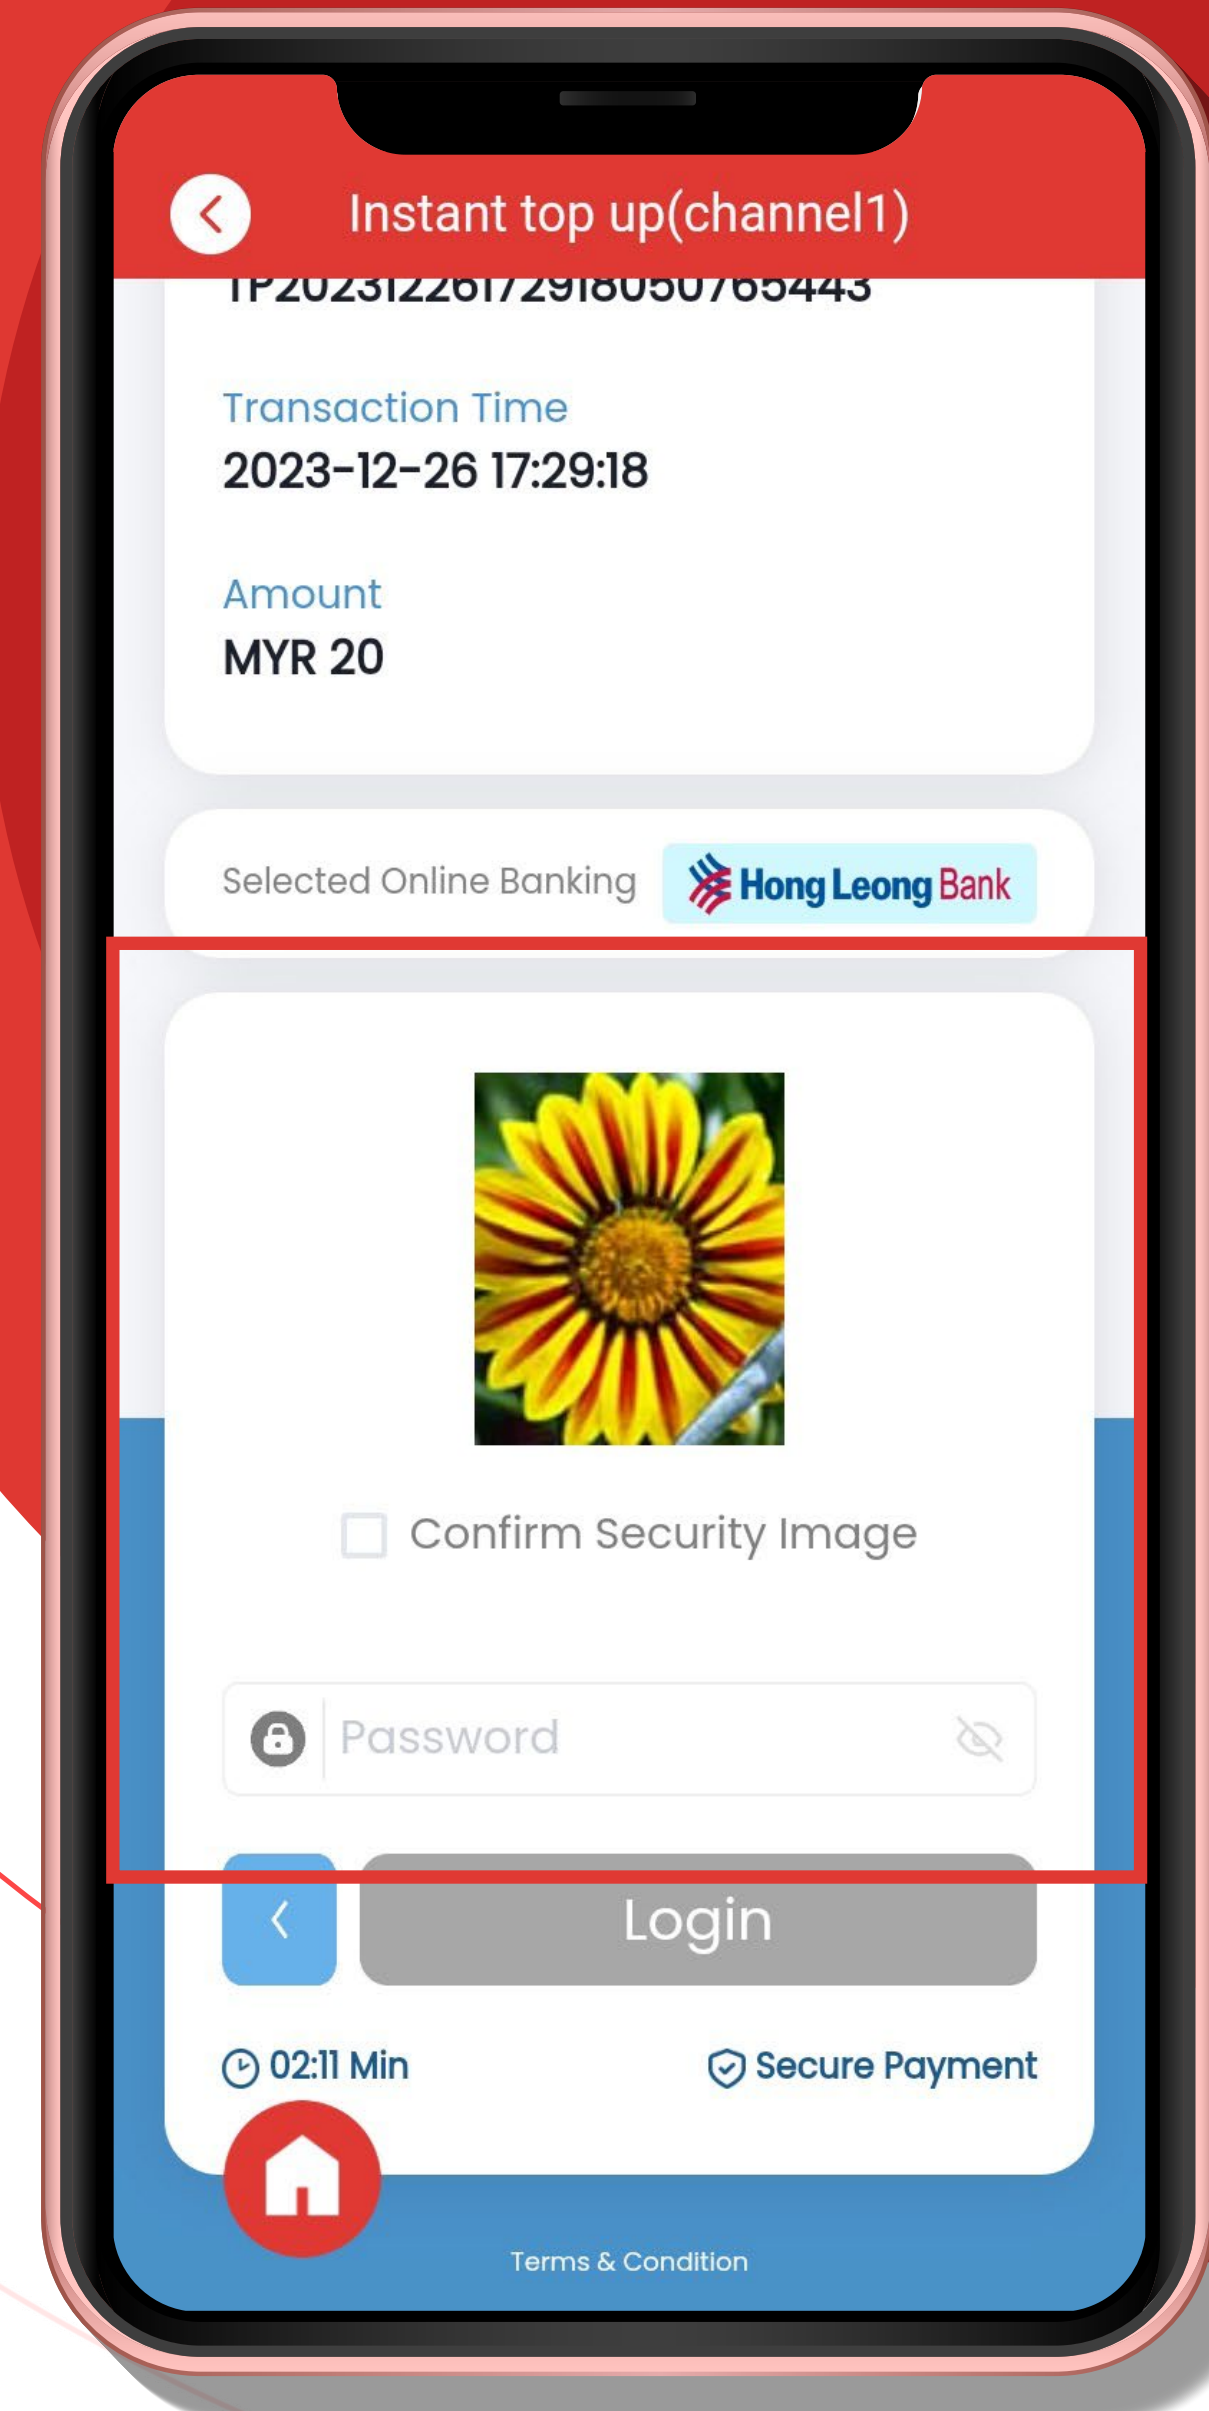 Instant top up(channel1)
TP20231226172918050765443
Transaction Time
2023-12-26 17:29:18
Amount
MYR 20
Selected Online Banking
Hong Leong Bank
Confirm Security Image
Password
Login
02:11 Min
Secure Payment
Terms & Condition